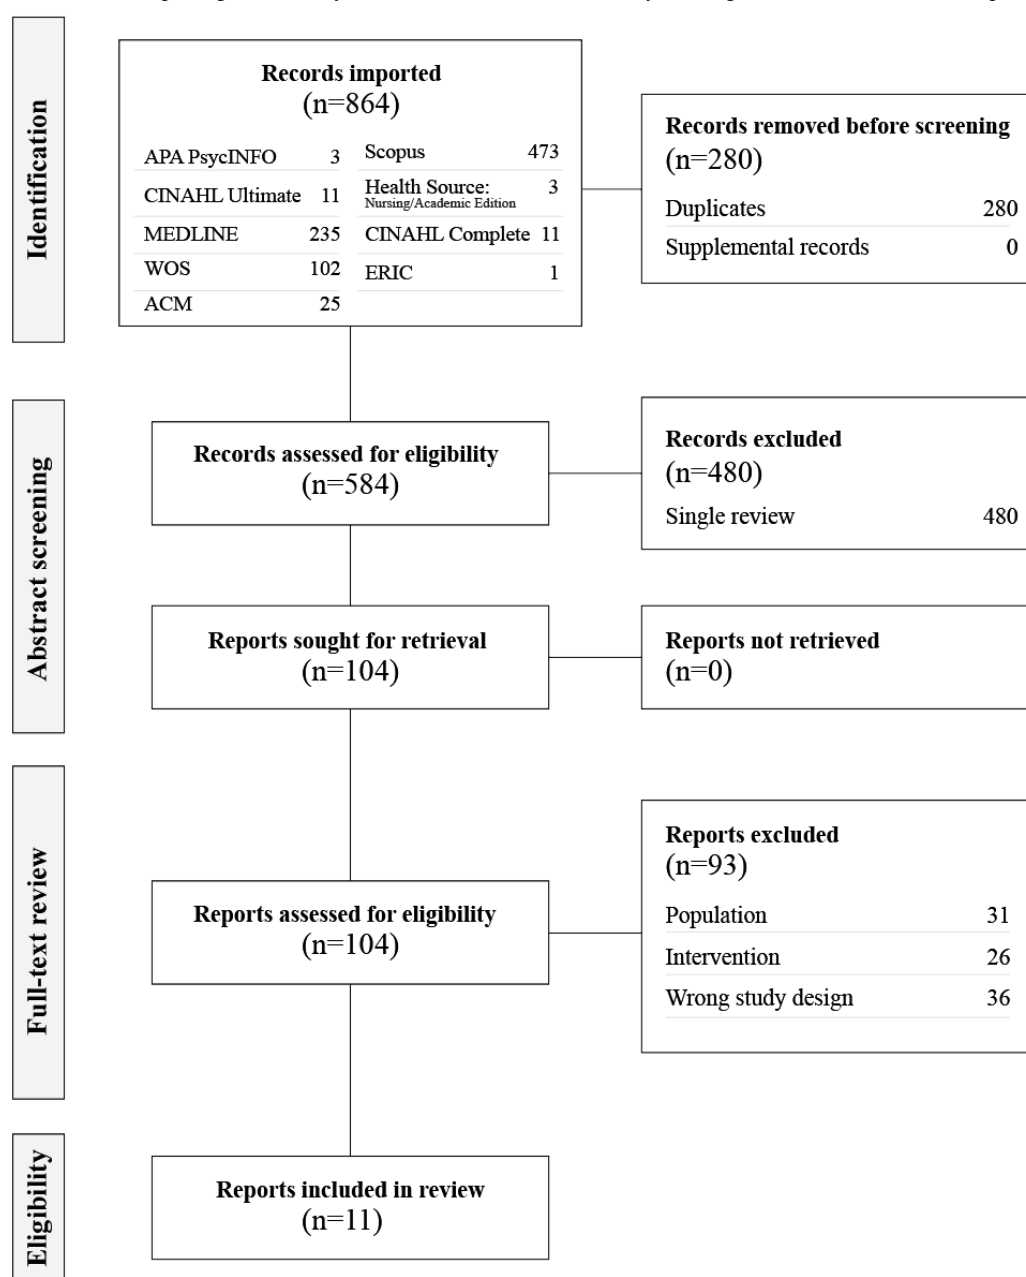 Identification
Records imported
(n=864)
APA PsycINFO 3
CINAHL Ultimate 11
MEDLINE 235
WOS 102
ACM 25
Scopus 473
Health Source: 3
Nursing/Academic Edition
CINAHL Complete 11
ERIC 1
Records removed before screening
(n=280)
Duplicates 280
Supplemental records 0
Abstract screening
Records assessed for eligibility
(n=584)
Records excluded
(n=480)
Single review 480
Reports sought for retrieval
(n=104)
Reports not retrieved
(n=0)
Full-text review
Reports assessed for eligibility
(n=104)
Reports excluded
(n=93)
Population 31
Intervention 26
Wrong study design 36
Eligibility
Reports included in review
(n=11)